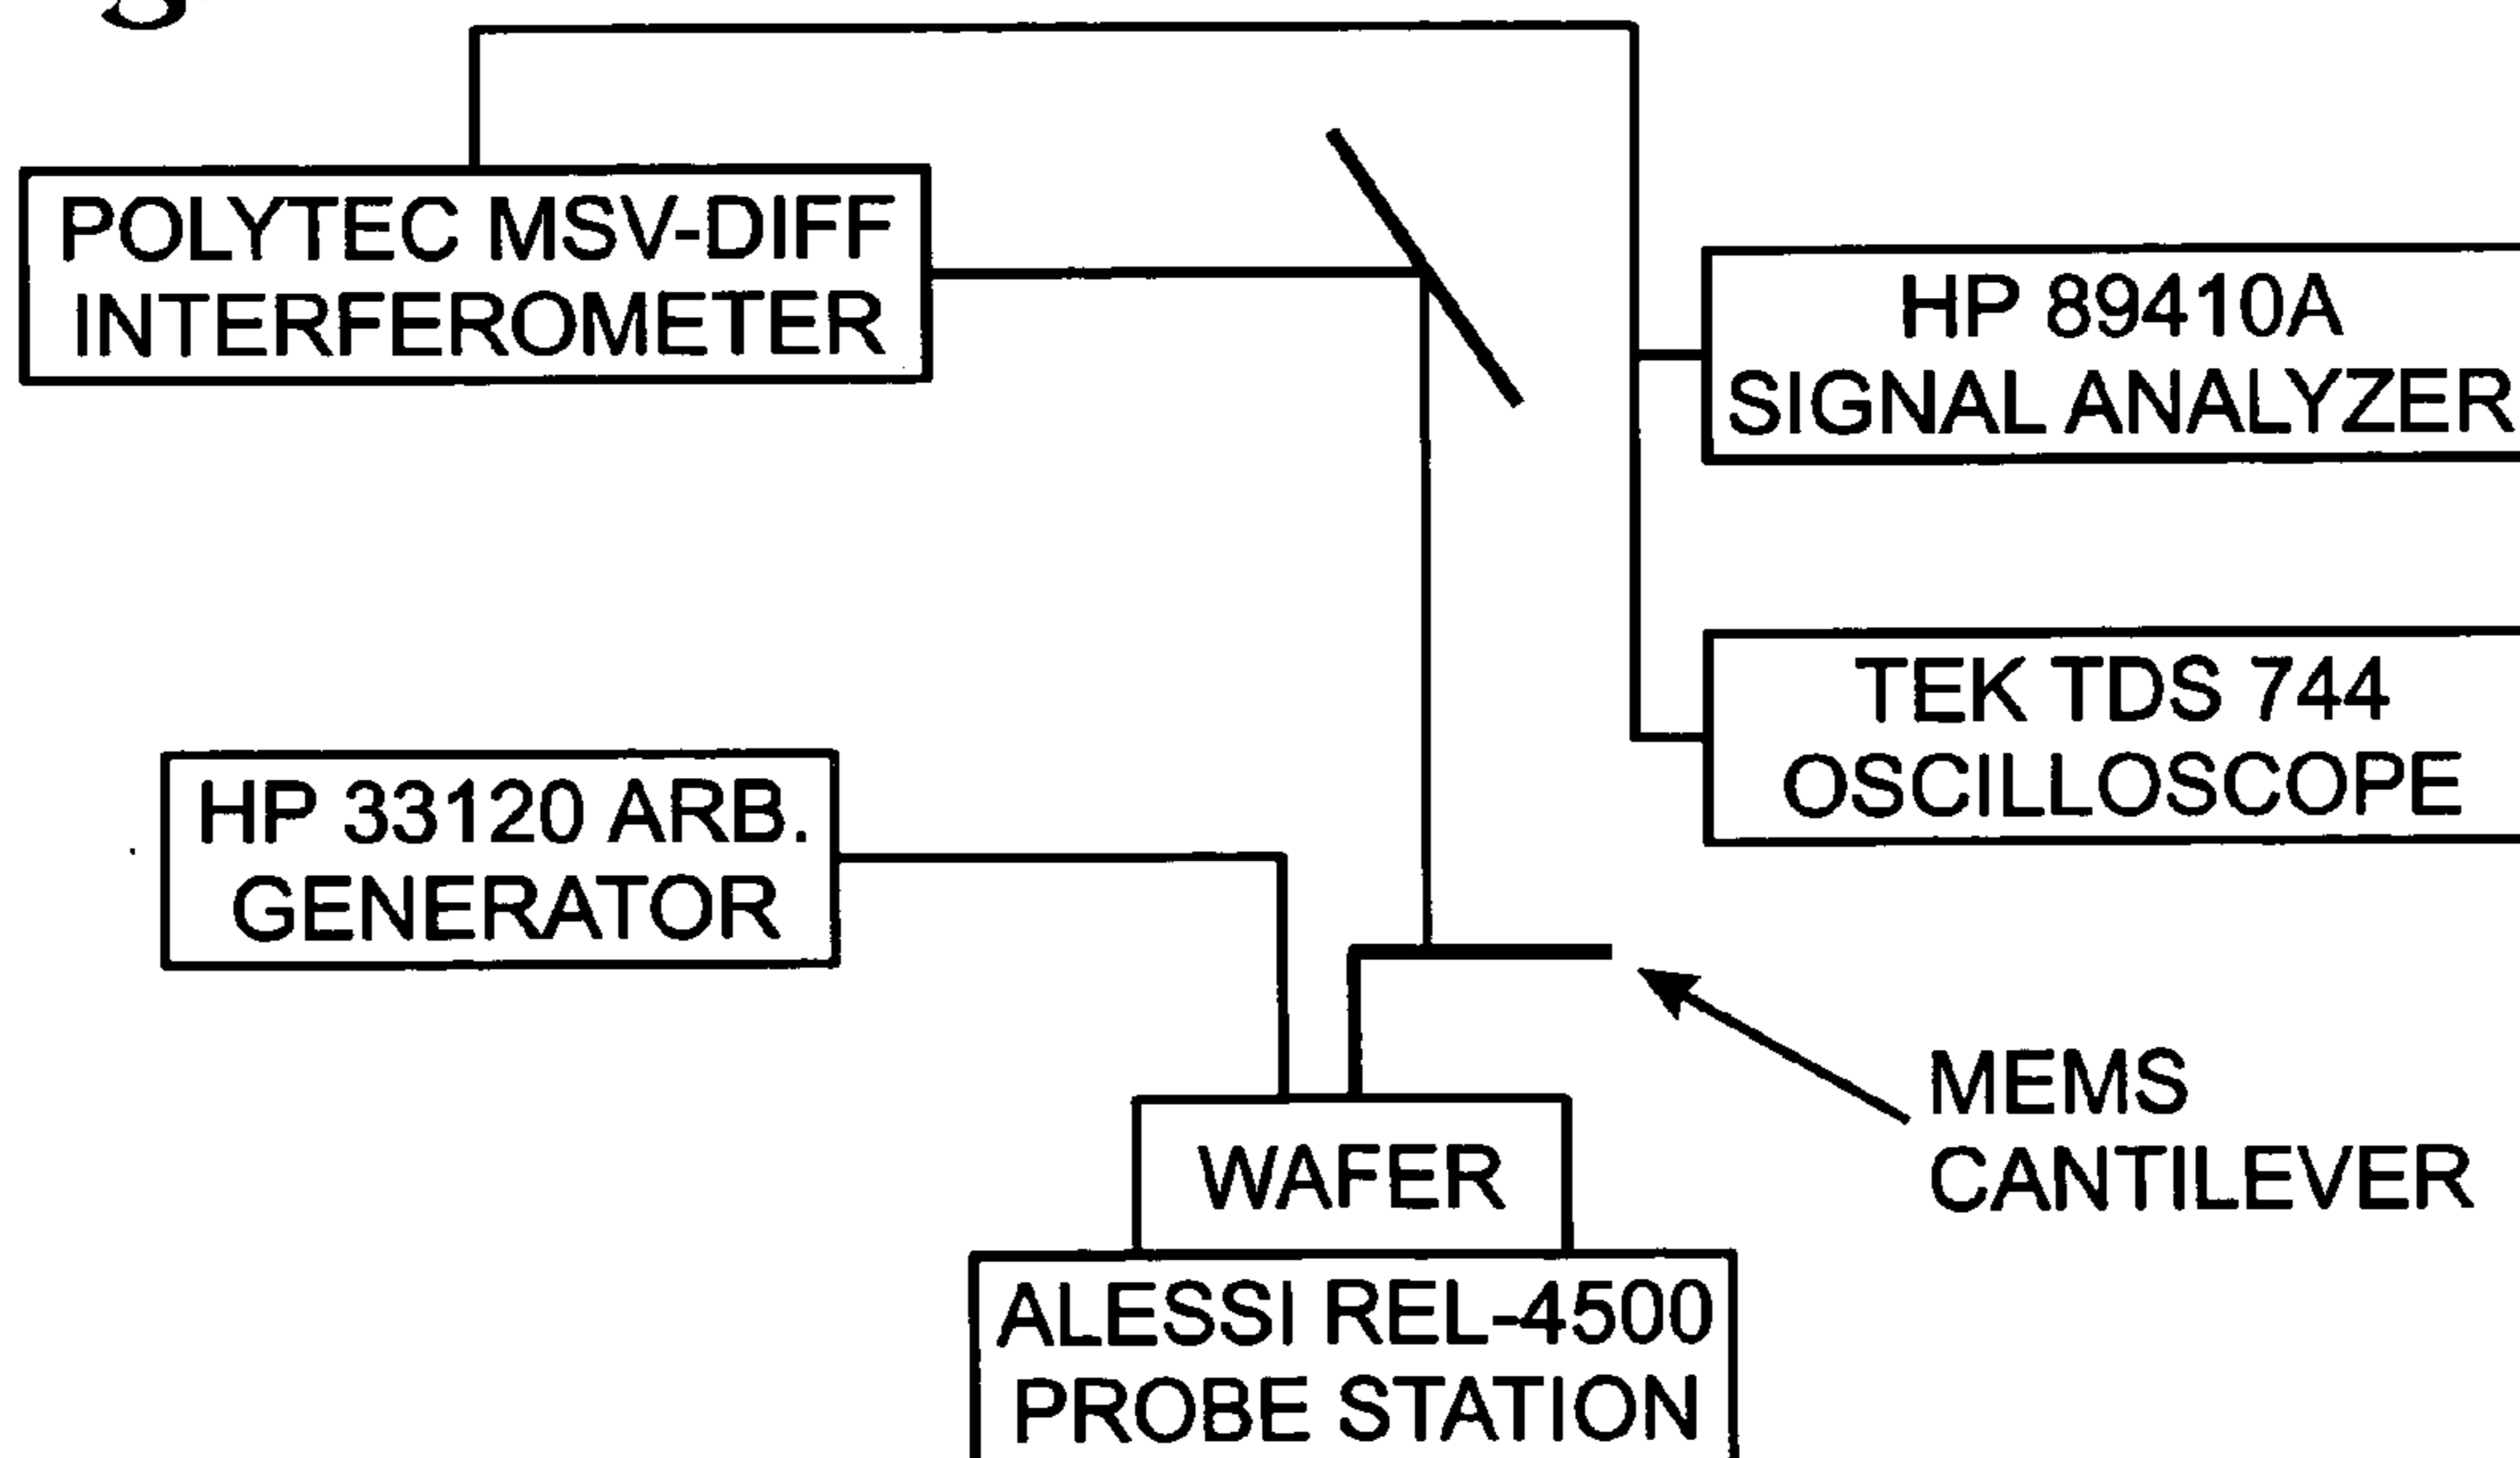 POLYTEC MSV-DIFF
INTERFEROMETER
HP 89410A
SIGNAL ANALYZER
TEK TDS 744
OSCILLOSCOPE
HP 33120 ARB.
GENERATOR
MEMS
CANTILEVER
WAFER
ALESSI REL-4500
PROBE STATION